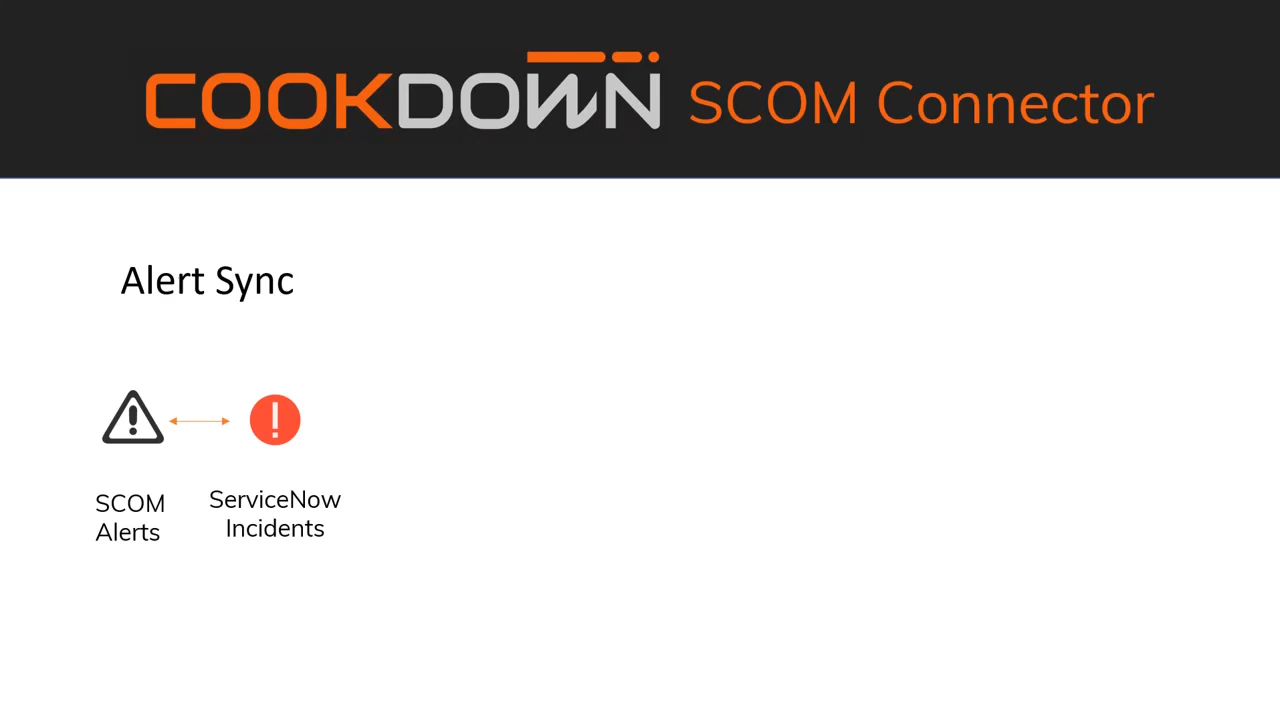 COOKDOWN SCOM Connector
Alert Sync
SCOM
Alerts
ServiceNow
Incidents